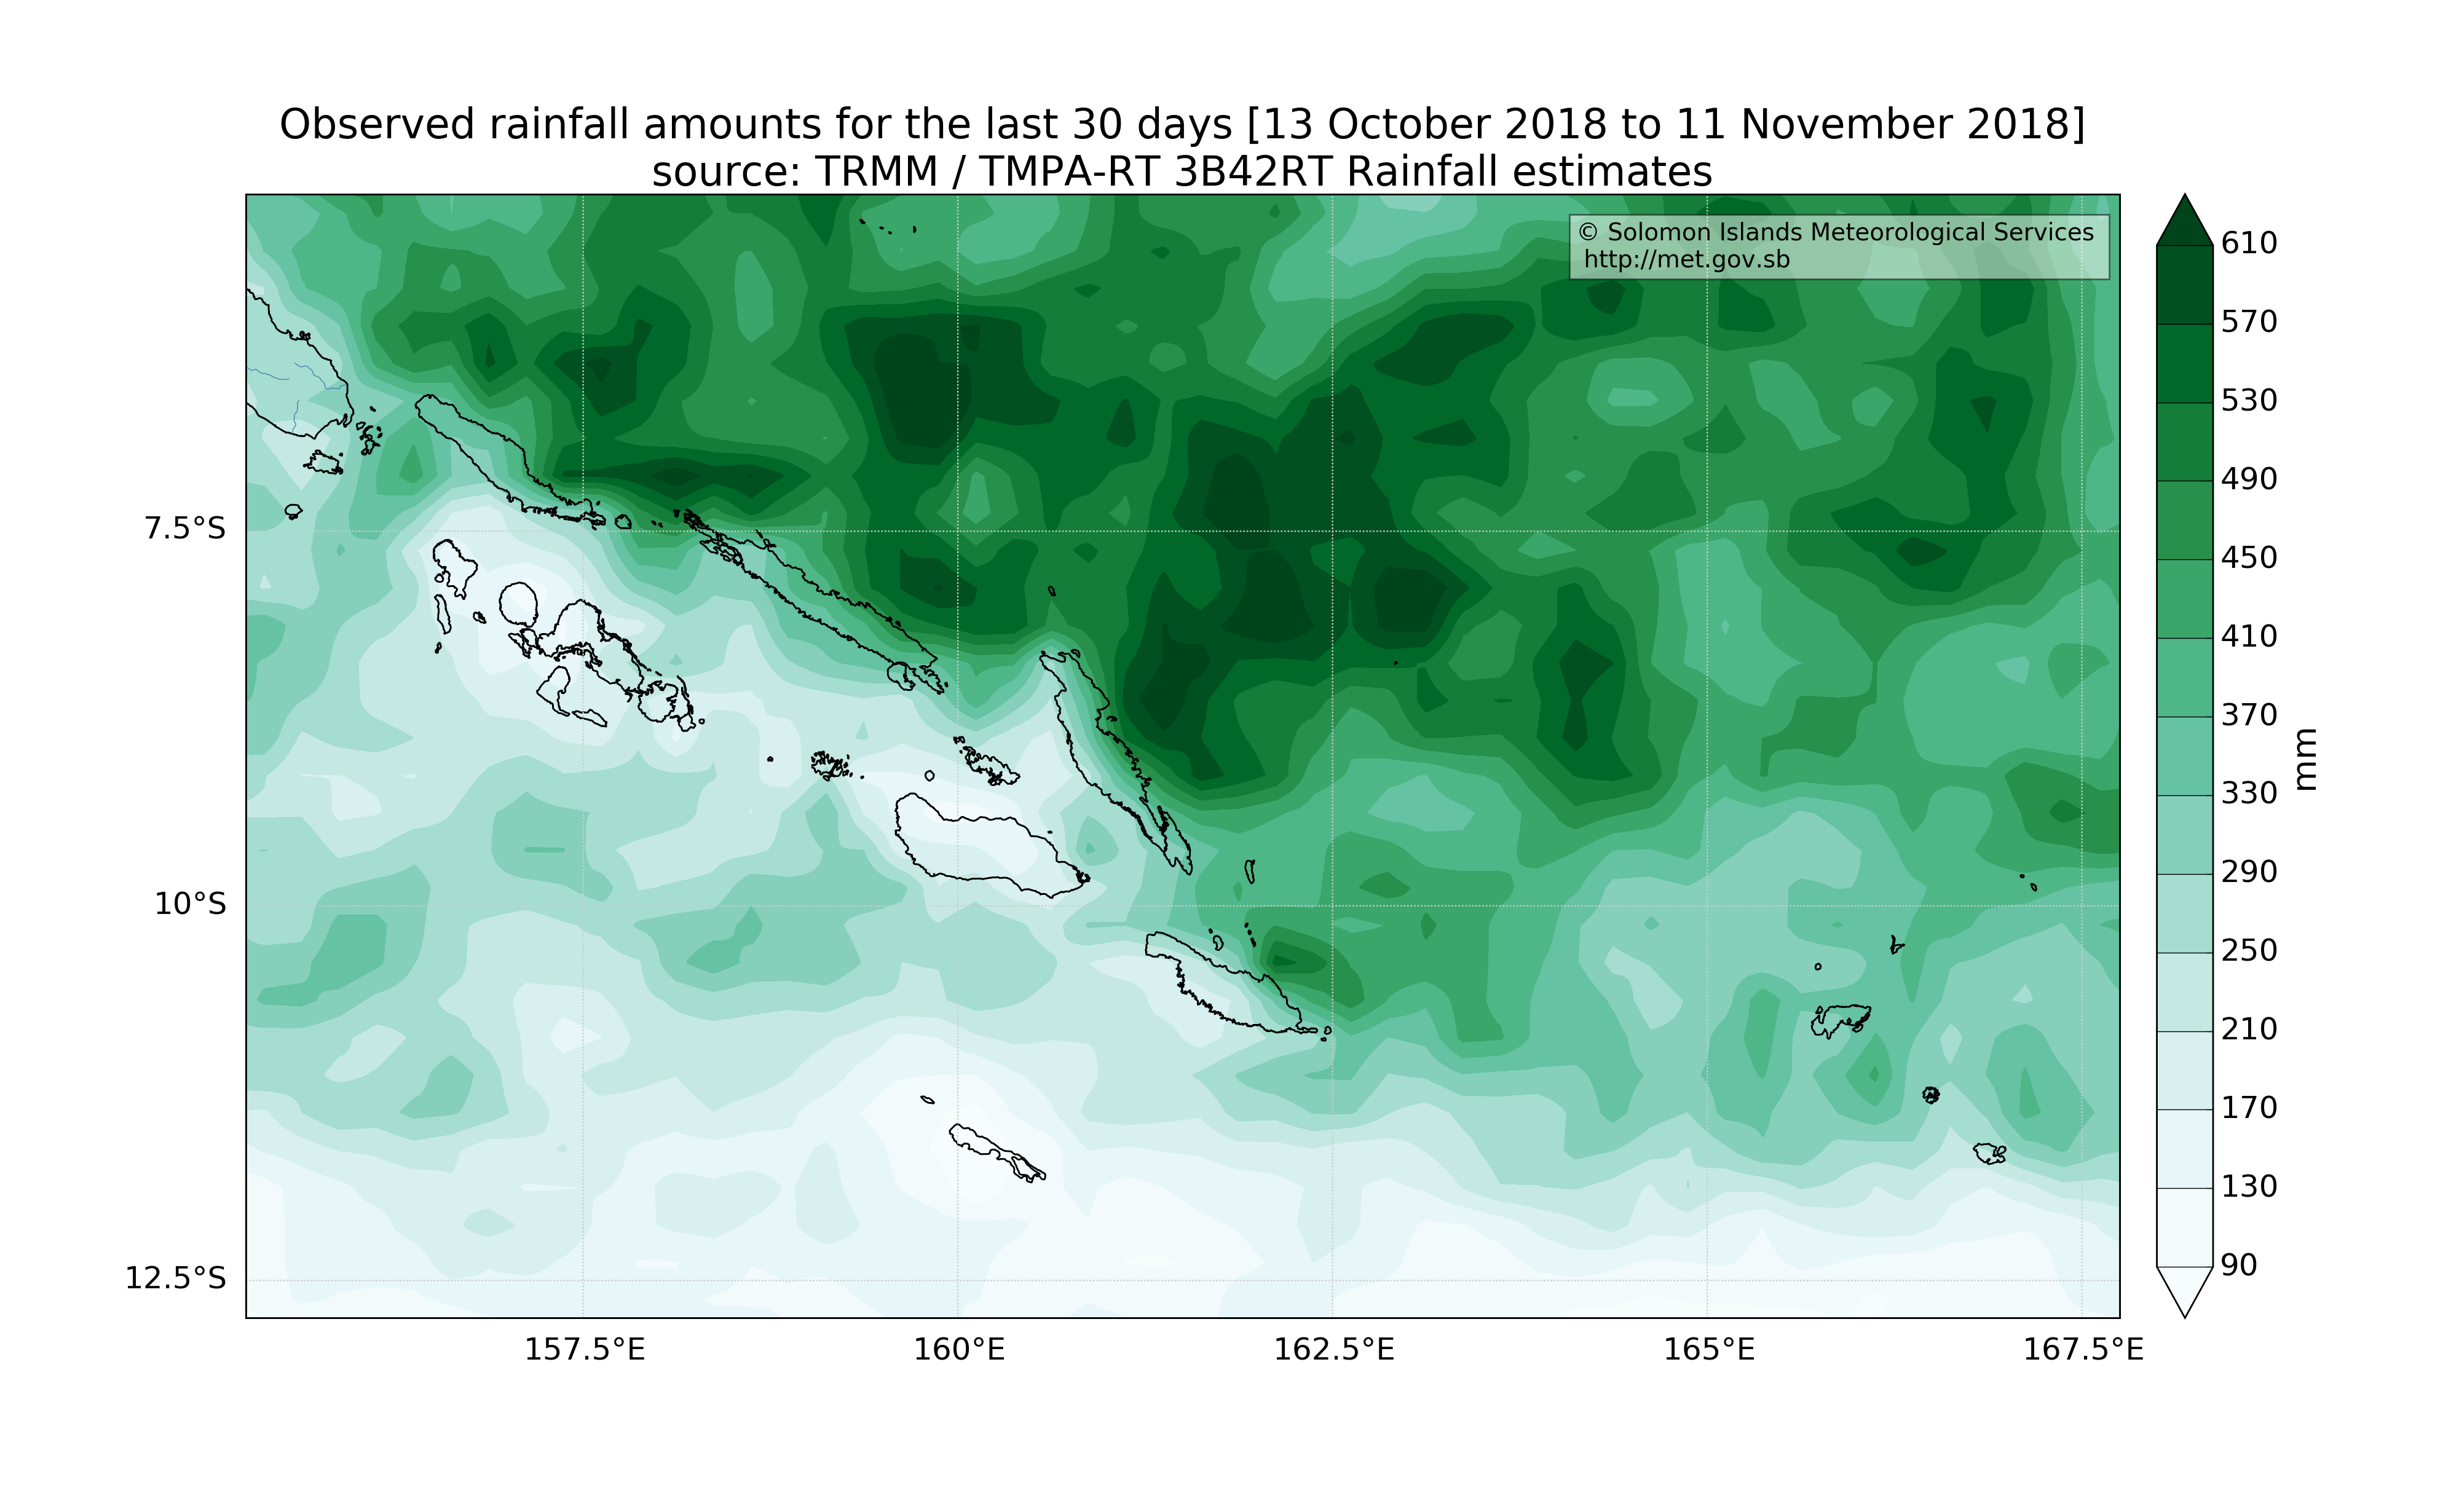 Observed rainfall amounts for the last 30 days [13 October 2018 to 11 November 2018]
source: TRMM / TMPA-RT 3B42RT Rainfall estimates
© Solomon Islands Meteorological Services
http://met.gov.sb
7.5°S
10°S
12.5°S
157.5°E
160°E
162.5°E
165°E
167.5°E
610
570
530
490
450
410
370
330
290
250
210
170
130
90
mm